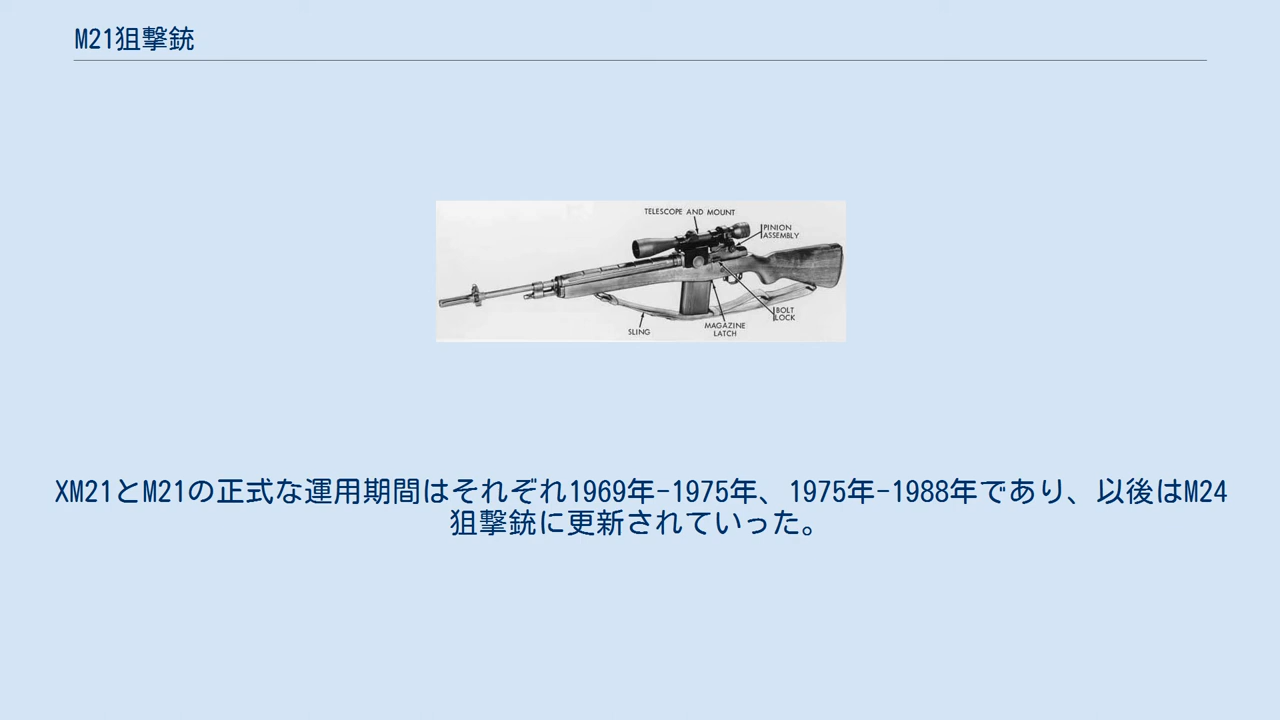 M21狙撃銃
TELESCOPE AND MOUNT
PINION
ASSEMBLY
BOLT
LOCK
MAGAZINE
LATCH
SLING
XM21とM21の正式な運用期間はそれぞれ1969年-1975年、1975年-1988年であり、以後はM24
狙撃銃に更新されていった。